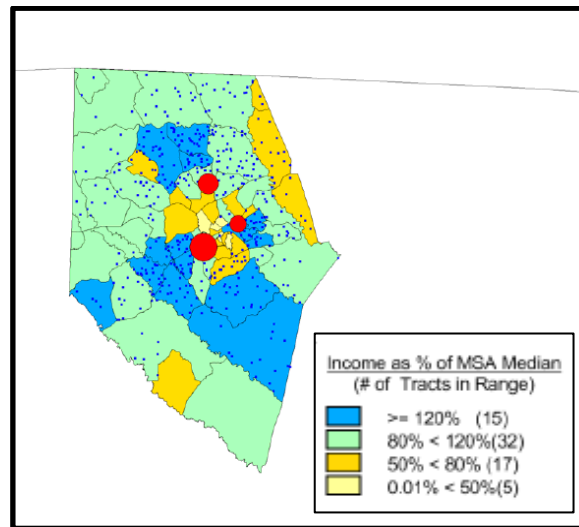 Income as % of MSA Median
(# of Tracts in Range)
>= 120% (15)
80% < 120%(32)
50% < 80% (17)
0.01% < 50%(5)